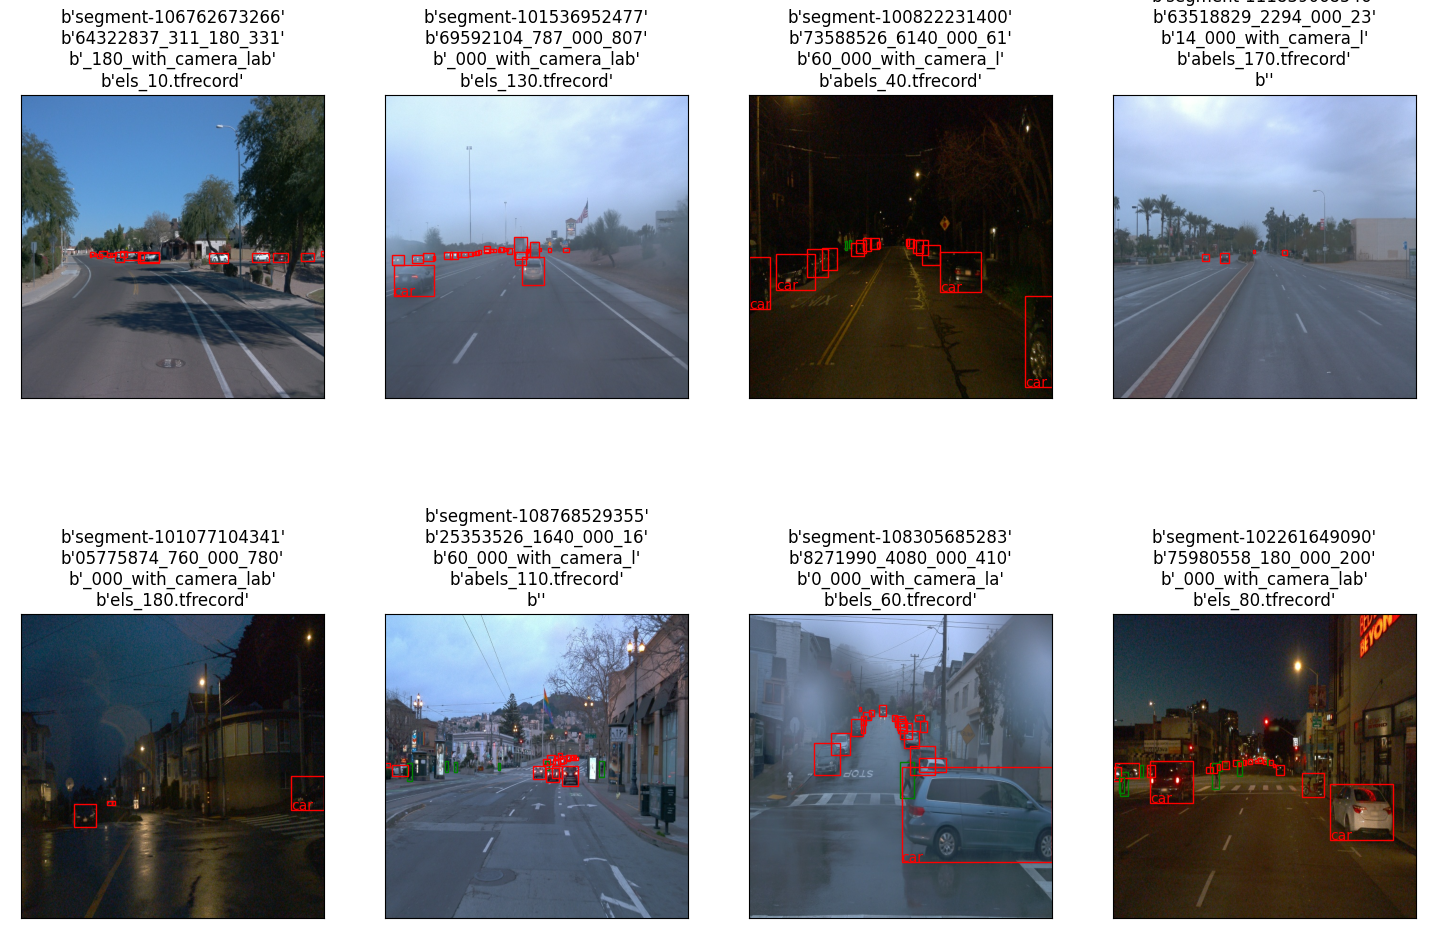 b'segment-106762673266'
b'64322837_311_180_331'
b'_180_with_camera_lab'
b'els_10.tfrecord'
b'segment-101536952477'
b'69592104_787_000_807'
b'_000_with_camera_lab'
b'els_130.tfrecord'
b'segment-100822231400'
b'73588526_6140_000_61'
b'60_000_with_camera_l'
b'abels_40.tfrecord'
b'63518829_2294_000_23'
b'14_000_with_camera_l'
b'abels_170.tfrecord'
b''
car
car
car
car
car
b'segment-101077104341'
b'05775874_760_000_780'
b'_000_with_camera_lab'
b'els_180.tfrecord'
b'segment-108768529355'
b'25353526_1640_000_16'
b'60_000_with_camera_l'
b'abels_110.tfrecord'
b''
b'segment-108305685283'
b'8271990_4080_000_410'
b'0_000_with_camera_la'
b'bels_60.tfrecord'
b'segment-102261649090'
b'75980558_180_000_200'
b'_000_with_camera_lab'
b'els_80.tfrecord'
car
STOP
car
BEYON
car
car